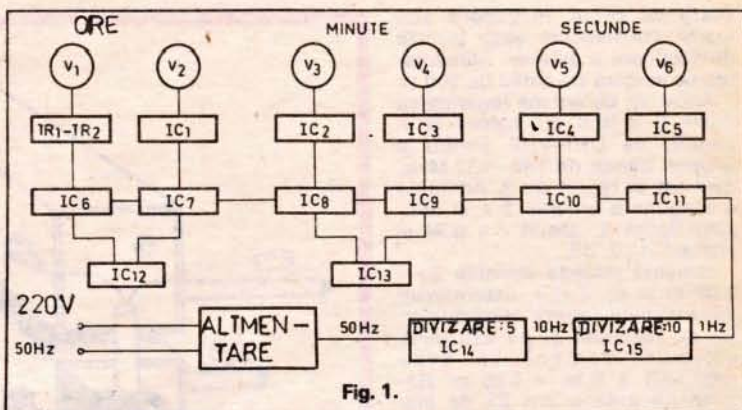 ORE MINUTE SECUNDE
V1 V2 V3 V4 V5 V6
TR1-TR2 IC1 IC2 IC3 IC4 IC5
IC6 IC7 IC8 IC9 IC10 IC11
IC12 IC13
220V
50Hz
ALTMEN-
TARE
50Hz
DIVIZARE:5
IC14
10Hz
DIVIZARE:10
IC15
1Hz
Fig. 1.